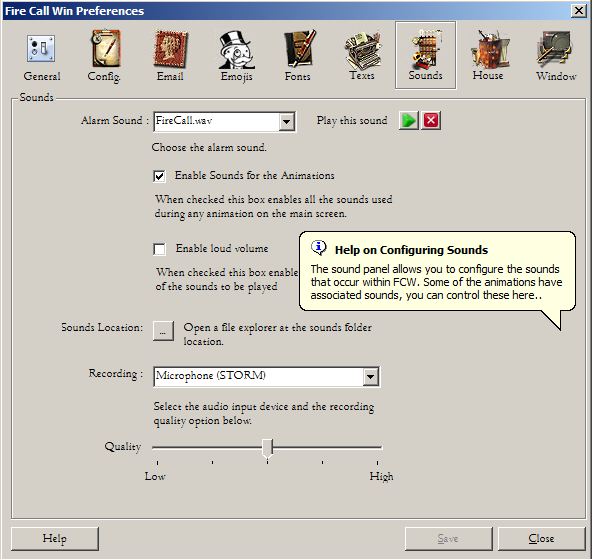 Fire Call Win Preferences
General Config. Email Emojis Fonts Texts Sounds House Window
Sounds
Alarm Sound : FireCall.wav Play this sound
Choose the alarm sound.
Enable Sounds for the Animations
When checked this box enables all the sounds used
during any animation on the main screen.
Enable loud volume
When checked this box enable
of the sounds to be played
Help on Configuring Sounds
The sound panel allows you to configure the sounds
that occur within FCW. Some of the animations have
associated sounds, you can control these here..
Sounds Location: ... Open a file explorer at the sounds folder
location.
Recording : Microphone (STORM)
Select the audio input device and the recording
quality option below.
Quality
Low High
Help Save Close